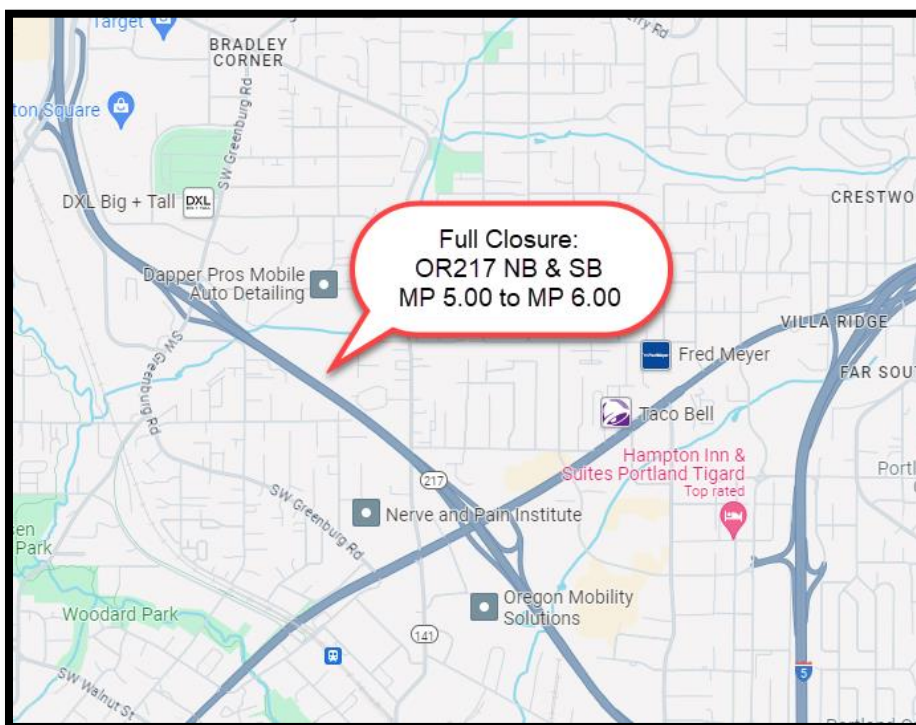 Target
BRADLEY
CORNER
rry Rd
ton Square
SW Greenburg Rd
CRESTWO
DXL Big + Tall
DXL
Full Closure:
OR217 NB & SB
MP 5.00 to MP 6.00
Dapper Pros Mobile
Auto Detailing
VILLA RIDGE
SW Greenburg Rd
Fred Meyer
FAR SOUT
Taco Bell
Hampton Inn &
Suites Portland Tigard
Top rated
Portl
217
SW Greenburg Rd
Nerve and Pain Institute
sen
Park
Oregon Mobility
Solutions
Woodard Park
141
5
SW Walnut St